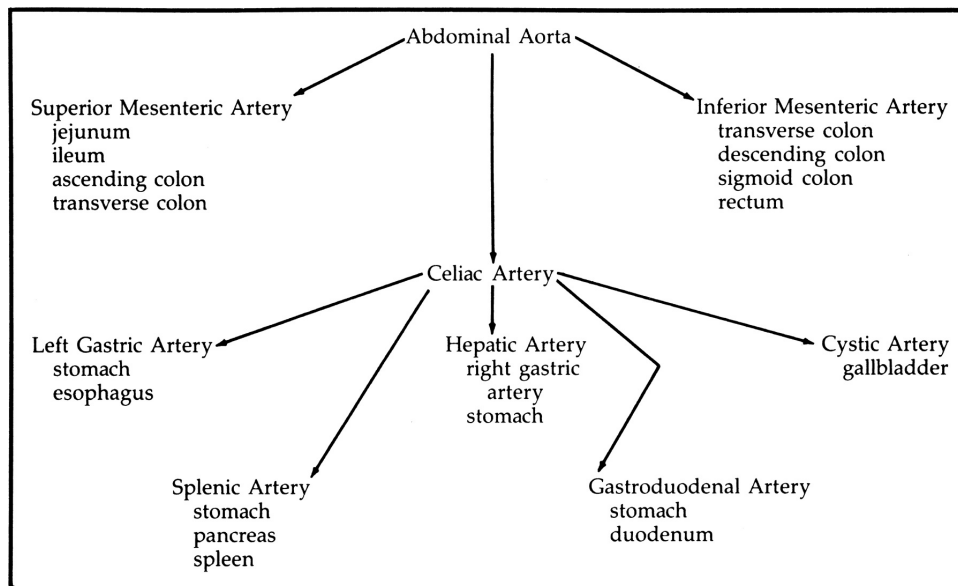 Abdominal Aorta
Superior Mesenteric Artery
jejunum
ileum
ascending colon
transverse colon
Inferior Mesenteric Artery
transverse colon
descending colon
sigmoid colon
rectum
Celiac Artery
Left Gastric Artery
stomach
esophagus
Hepatic Artery
right gastric
artery
stomach
Cystic Artery
gallbladder
Splenic Artery
stomach
pancreas
spleen
Gastroduodenal Artery
stomach
duodenum